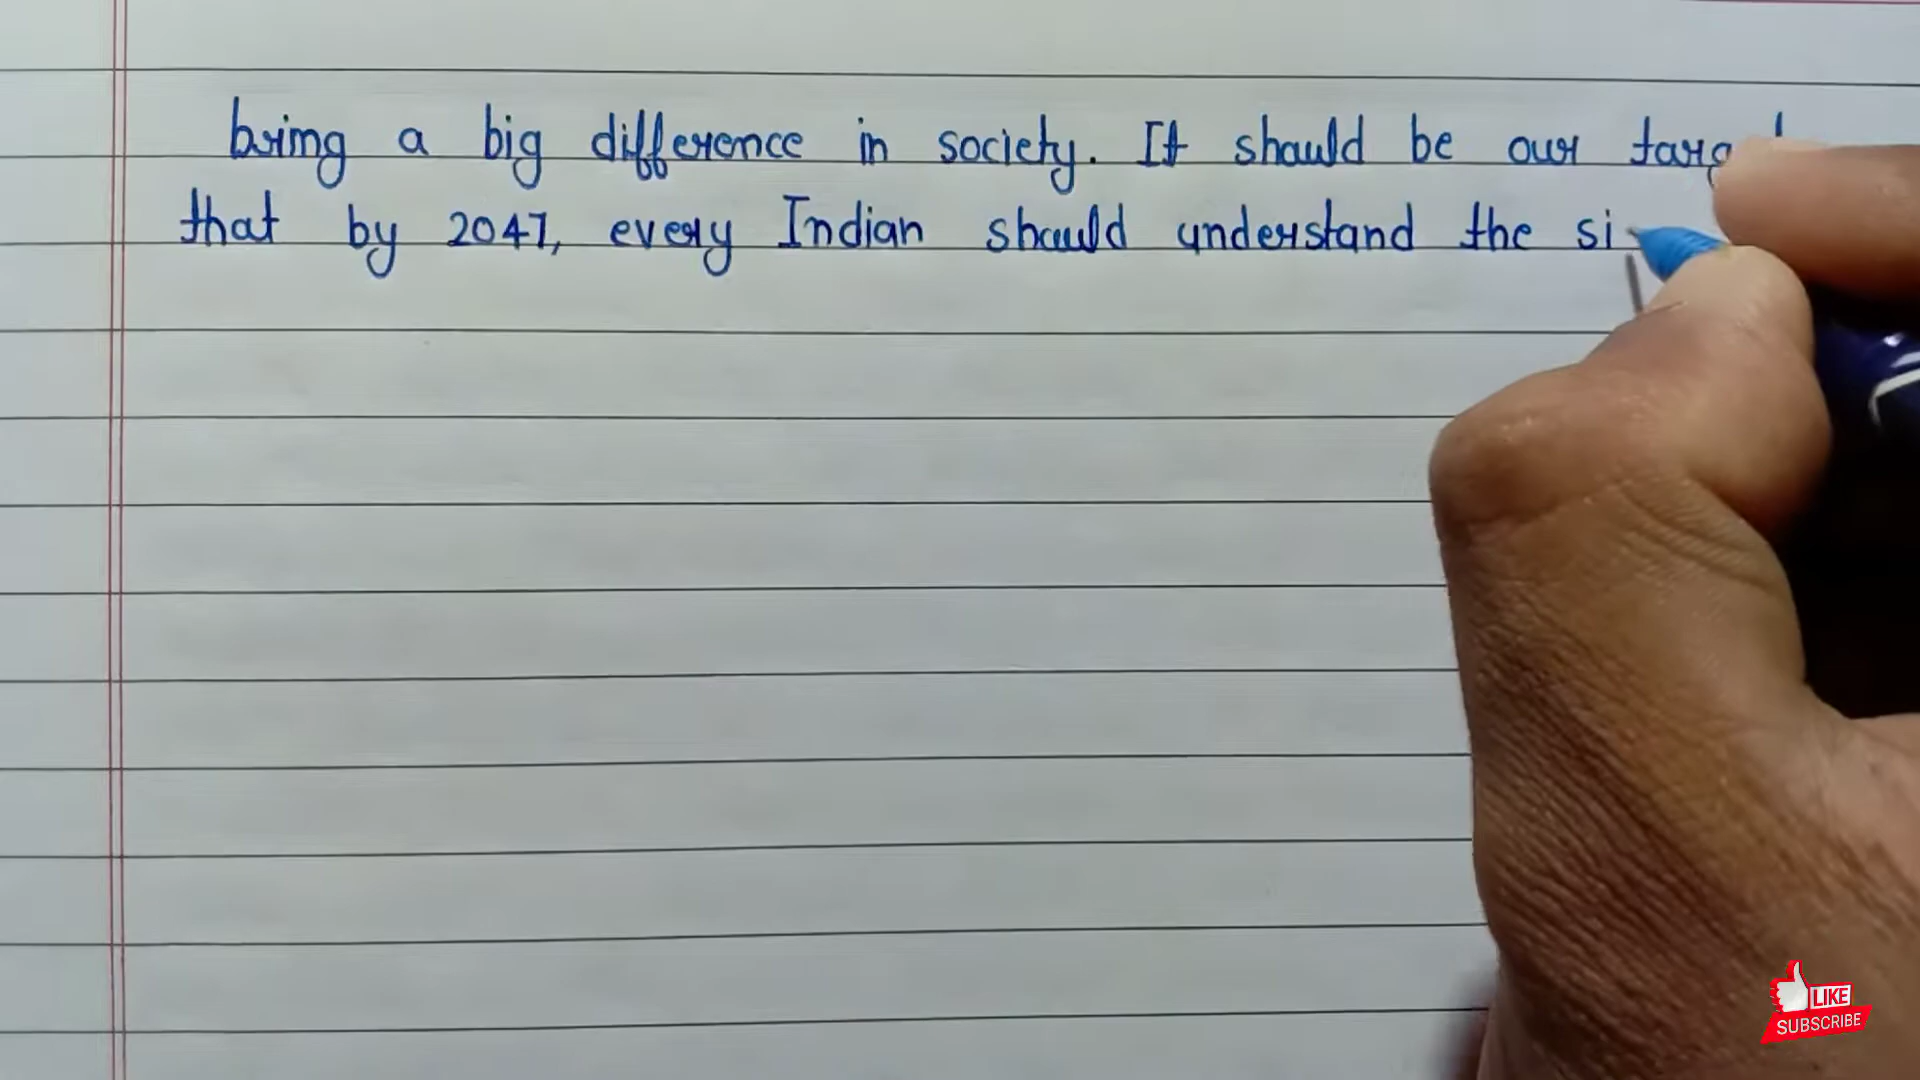 bring a big difference in society. It should be our
that by 2047, every Indian should understand the si
LIKE
SUBSCRIBE